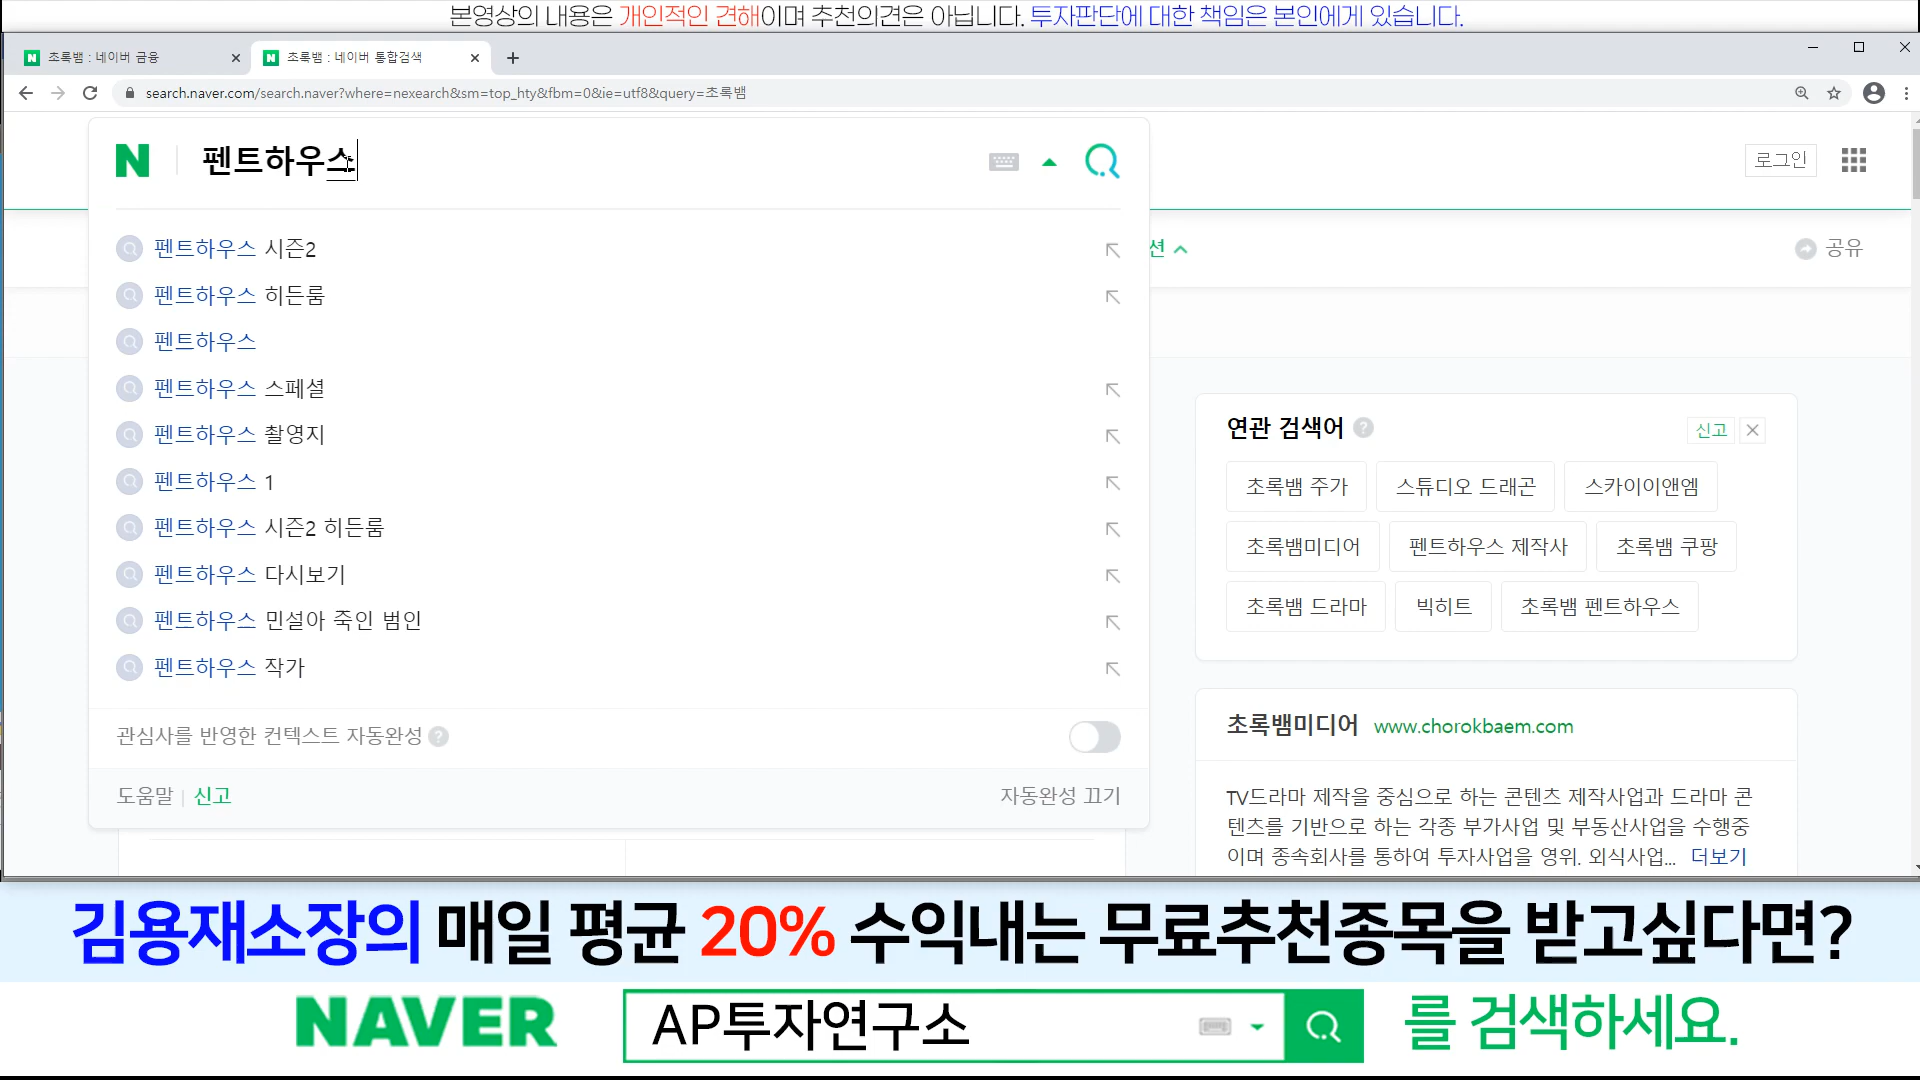 본영상의 내용은 개인적인 견해이며 추천의견은 아닙니다. 투자판단에 대한 책임은 본인에게 있습니다.
초록뱀 : 네이버 금융
초록뱀 : 네이버 통합검색
search.naver.com/search.naver?where=nexearch&sm=top_hty&fbm=0&ie=utf8&query=초록뱀
N 펜트하우스
로그인
펜트하우스 시즌2
션
공유
펜트하우스 히든룸
펜트하우스
펜트하우스 스페셜
펜트하우스 촬영지
펜트하우스 1
펜트하우스 시즌2 히든룸
펜트하우스 다시보기
펜트하우스 민설아 죽인 범인
펜트하우스 작가
관심사를 반영한 컨텍스트 자동완성 ?
도움말 | 신고
자동완성 끄기
연관 검색어 ?
신고
초록뱀 주가 스튜디오 드래곤 스카이이앤엠
초록뱀미디어 펜트하우스 제작사 초록뱀 쿠팡
초록뱀 드라마 빅히트 초록뱀 펜트하우스
초록뱀미디어 www.chorokbaem.com
TV드라마 제작을 중심으로 하는 콘텐츠 제작사업과 드라마 콘
텐츠를 기반으로 하는 각종 부가사업 및 부동산사업을 수행중
이며 종속회사를 통하여 투자사업을 영위. 외식사업... 더보기
김용재소장의 매일 평균 20% 수익내는 무료추천종목을 받고싶다면?
NAVER AP투자연구소 를 검색하세요.